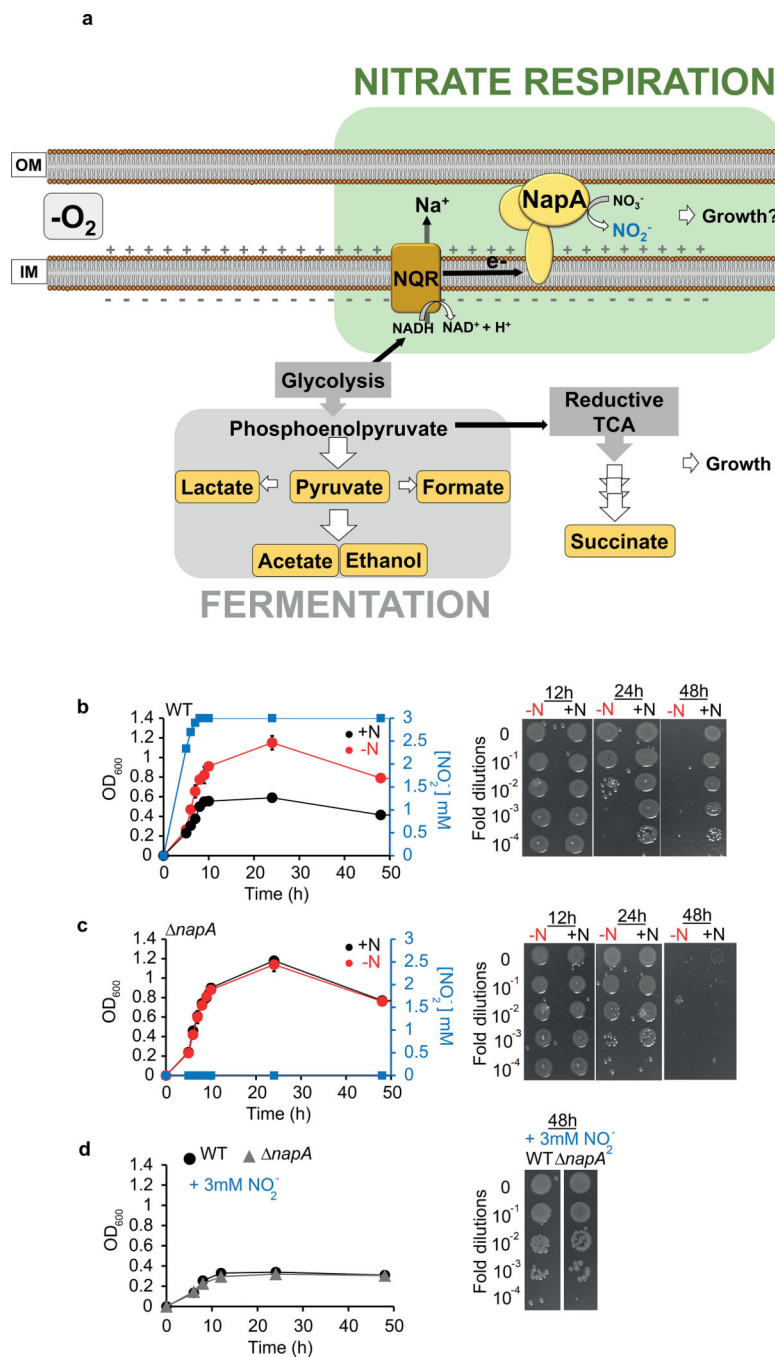 a
NITRATE RESPIRATION
OM
-O₂
Na⁺
NapA
NO₃⁻
NO₂⁻
Growth?
+ + + + + + + + + + + + + + + + + + + + + + +
IM
NQR
e-
- - - - - - - - - - - - - - - - - - - - - - -
NADH
NAD⁺ + H⁺
Glycolysis
Phosphoenolpyruvate
Reductive
TCA
Lactate
Pyruvate
Formate
Growth
Acetate
Ethanol
Succinate
FERMENTATION
b
WT
+N
-N
OD₆₀₀
1.4
1.2
1
0.8
0.6
0.4
0.2
0
3
2.5
2
1.5
1
0.5
0
[NO₂⁻] mM
0 10 20 30 40 50
Time (h)
12h 24h 48h
-N +N -N +N -N +N
Fold dilutions
0
10⁻¹
10⁻²
10⁻³
10⁻⁴
c
ΔnapA
+N
-N
OD₆₀₀
1.4
1.2
1
0.8
0.6
0.4
0.2
0
3
2.5
2
1.5
1
0.5
0
[NO₂⁻] mM
0 10 20 30 40 50
Time (h)
12h 24h 48h
-N +N -N +N -N +N
Fold dilutions
0
10⁻¹
10⁻²
10⁻³
10⁻⁴
d
WT ΔnapA
+ 3mM NO₂⁻
OD₆₀₀
1.4
1.2
1
0.8
0.6
0.4
0.2
0
0 10 20 30 40 50
Time (h)
48h
+ 3mM NO₂⁻
WT ΔnapA
Fold dilutions
0
10⁻¹
10⁻²
10⁻³
10⁻⁴